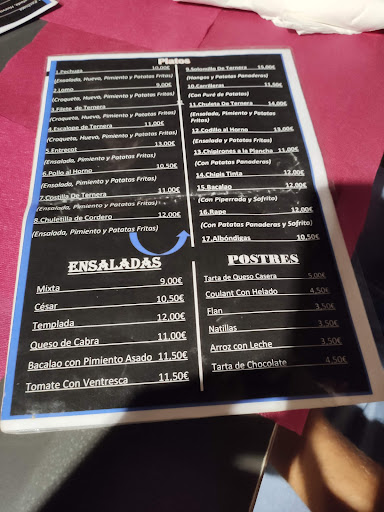 Platos
1.Pechuga 10,00€
(Ensalada, Huevo, Pimiento y Patatas Fritas)
2.Lomo 9,00€
(Croqueta, Huevo, Pimiento y Patatas Fritas)
3.Filete de Ternera 11,00€
(Croqueta, Huevo, Pimiento y Patatas Fritas)
4.Escalope de Ternera 11,00€
(Croqueta, Huevo, Pimiento y Patatas Fritas)
5.Entrecot 13,00€
(Ensalada, Pimiento y Patatas Fritas)
6.Pollo al Horno 10,50€
(Ensalada, Pimiento y Patatas Fritas)
7.Costilla De Ternera 11,00€
(Ensalada, Pimiento y Patatas Fritas)
8.Chuletilla de Cordero 12,00€
(Ensalada, Pimiento y Patatas Fritas)
9.Solomillo De Ternera 15,00€
(Hongos y Patatas Panaderas)
10.Carrilleras 11,50€
(Con Puré de Patatas)
11.Chuleta De Ternera 14,00€
(Ensalada, Pimiento y Patatas Fritas)
12.Codillo al Horno 13,00€
(Ensalada y Patatas Fritas)
13.Chipirones a la Plancha 11,00€
(Con Patatas Panaderas)
14.Chipis Tinta 12,00€
15.Bacalao 12,00€
(Con Piperrada y Sofrito)
16.Rape 12,00€
(Con Patatas Panaderas y Sofrito)
17.Albóndigas 10,50€
ENSALADAS
Mixta 9,00€
César 10,50€
Templada 12,00€
Queso de Cabra 11,00€
Bacalao con Pimiento Asado 11,50€
Tomate Con Ventresca 11,50€
POSTRES
Tarta de Queso Casera 5,00€
Coulant Con Helado 4,50€
Flan 3,50€
Natillas 3,50€
Arroz con Leche 3,50€
Tarta de Chocolate 4,50€